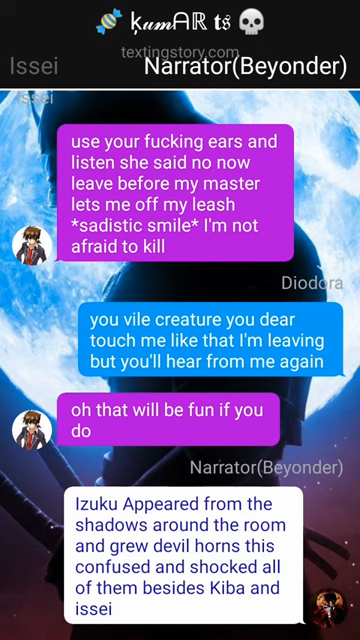 🍬 ķ𝓾𝓶ᗩℝ 𝖙𝖘 💀
textingstory.com
Issei
Narrator(Beyonder)
Issei
use your fucking ears and
listen she said no now
leave before my master
lets me off my leash
*sadistic smile* I'm not
afraid to kill
Diodora
you vile creature you dear
touch me like that I'm leaving
but you'll hear from me again
oh that will be fun if you
do
Narrator(Beyonder)
Izuku Appeared from the
shadows around the room
and grew devil horns this
confused and shocked all
of them besides Kiba and
issei